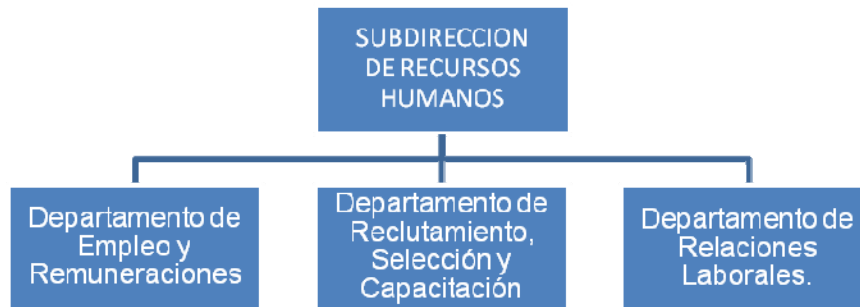 SUBDIRECCION
DE RECURSOS
HUMANOS
Departamento de
Empleo y
Remuneraciones
Departamento de
Reclutamiento,
Selección y
Capacitación
Departamento de
Relaciones
Laborales.